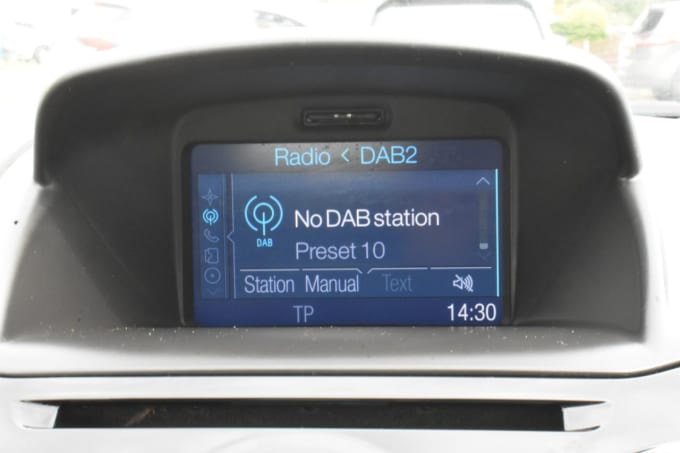 Radio < DAB2
DAB
No DAB station
Preset 10
Station Manual Text
TP 14:30